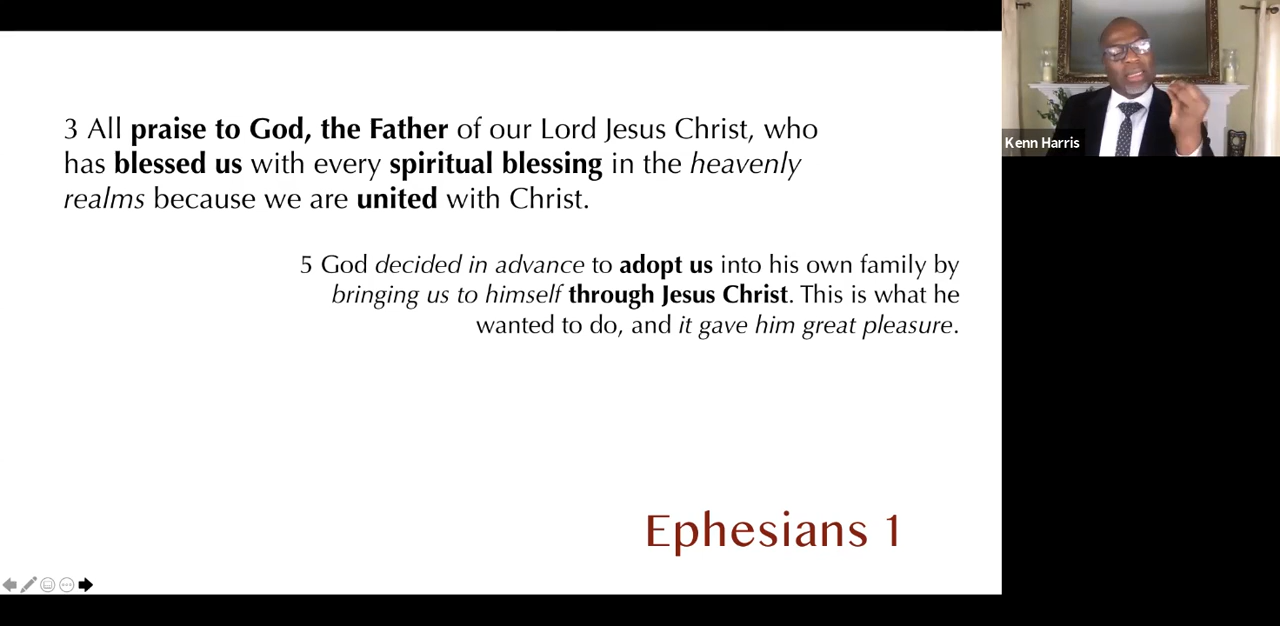 3 All praise to God, the Father of our Lord Jesus Christ, who
has blessed us with every spiritual blessing in the heavenly
realms because we are united with Christ.
5 God decided in advance to adopt us into his own family by
bringing us to himself through Jesus Christ. This is what he
wanted to do, and it gave him great pleasure.
Ephesians 1
Kenn Harris